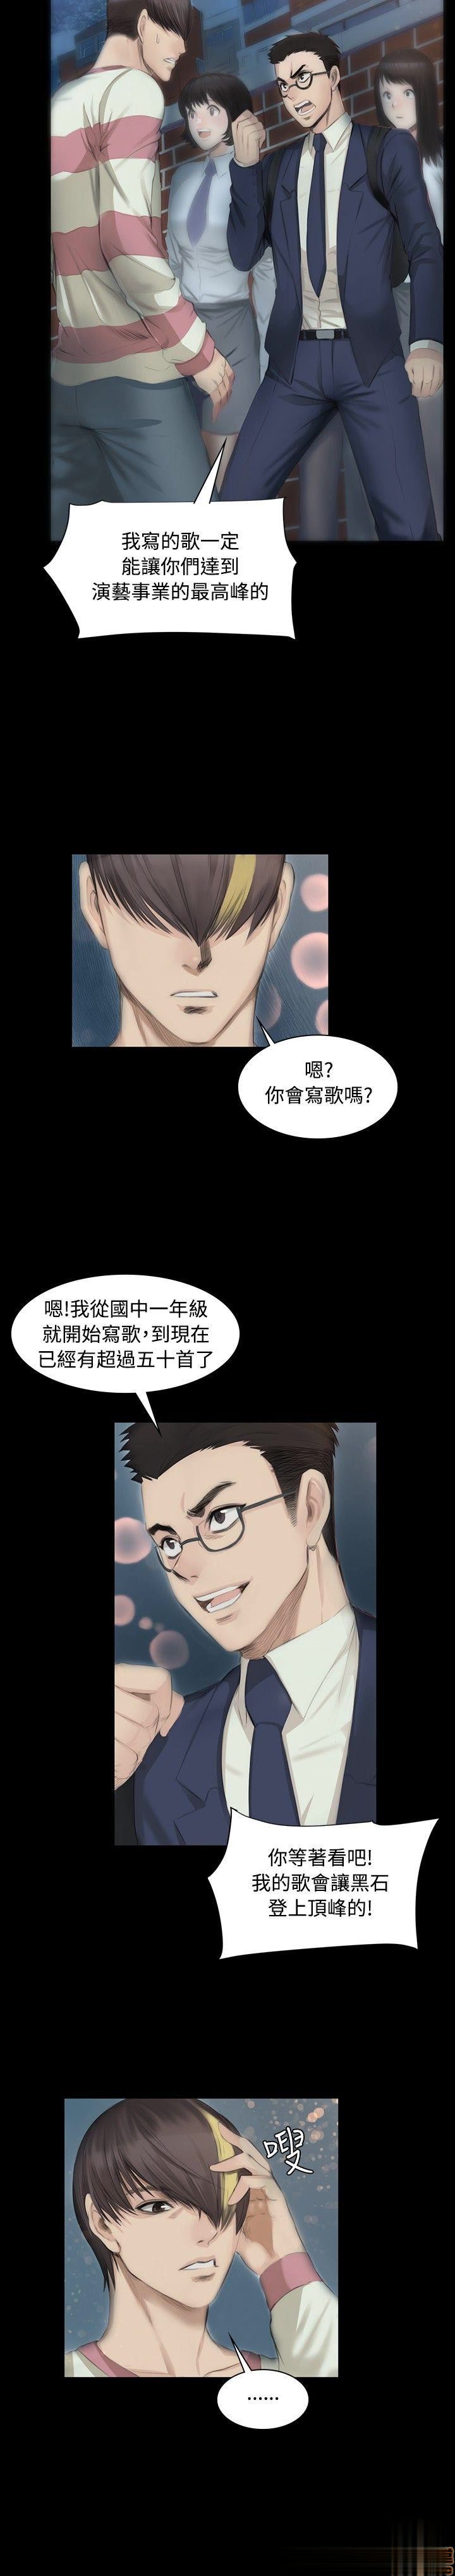 我寫的歌一定
能讓你們達到
演藝事業的最高峰的
嗯?
你會寫歌嗎?
嗯!我從國中一年級
就開始寫歌,到現在
已經有超過五十首了
你等著看吧!
我的歌會讓黑石
登上頂峰的!
嗖
……